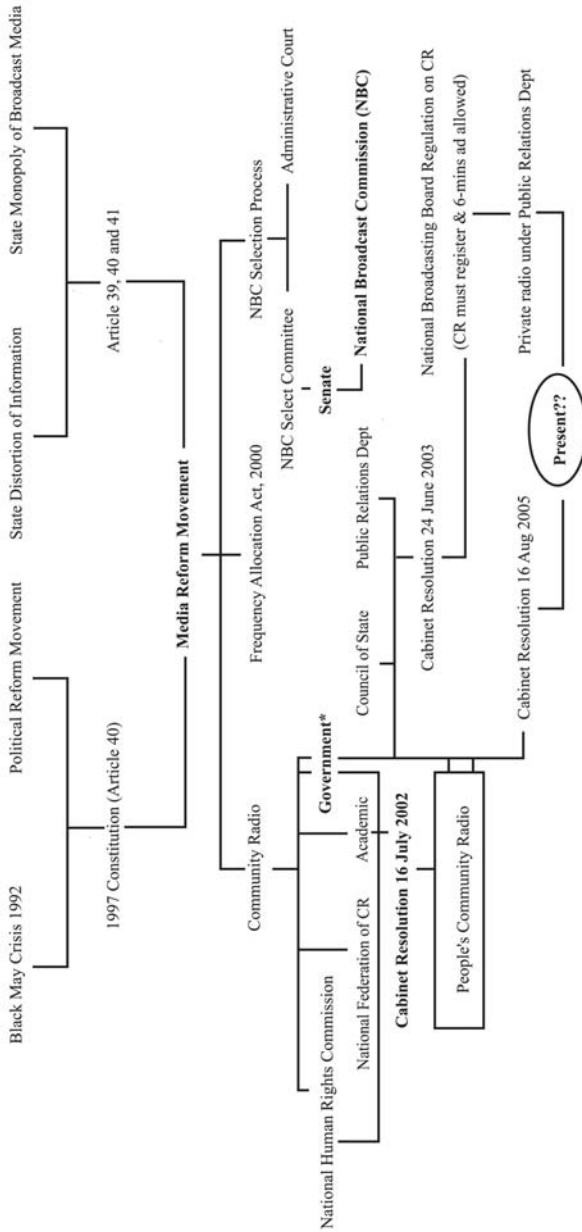 Black May Crisis 1992
Political Reform Movement
State Distortion of Information
State Monopoly of Broadcast Media
1997 Constitution (Article 40)
Article 39, 40 and 41
Media Reform Movement
Community Radio
Frequency Allocation Act, 2000
NBC Selection Process
National Human Rights Commission
Government*
NBC Select Committee
Administrative Court
National Federation of CR
Academic
Council of State
Public Relations Dept
Senate
National Broadcast Commission (NBC)
Cabinet Resolution 16 July 2002
Cabinet Resolution 24 June 2003
National Broadcasting Board Regulation on CR
(CR must register & 6-mins ad allowed)
People's Community Radio
Cabinet Resolution 16 Aug 2005
Private radio under Public Relations Dept
Present??